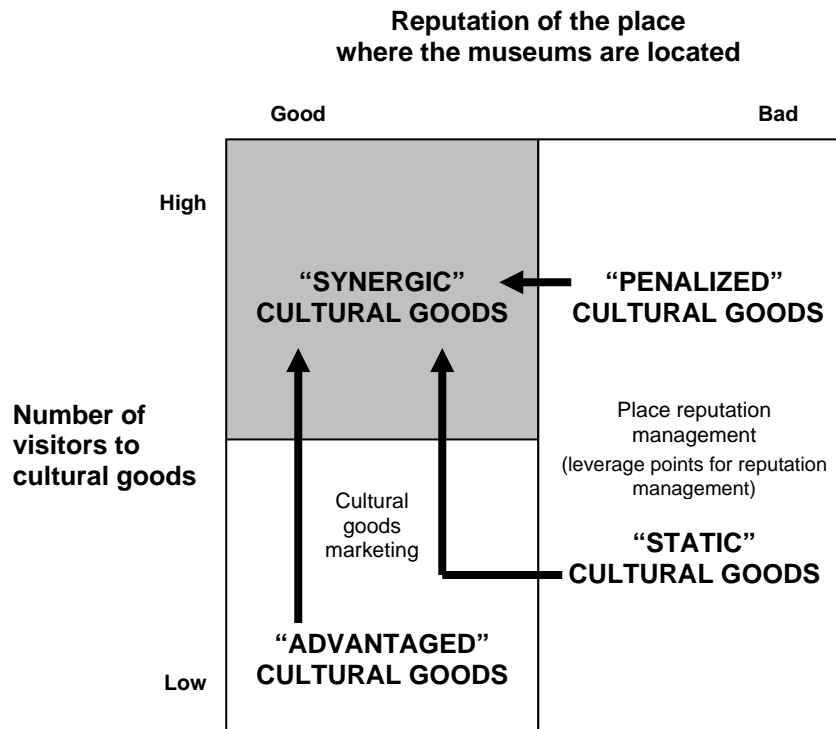 Reputation of the place
where the museums are located
Good
Bad
High
“SYNERGIC”
CULTURAL GOODS
“PENALIZED”
CULTURAL GOODS
Number of
visitors to
cultural goods
Place reputation
management
(leverage points for reputation
management)
Cultural
goods
marketing
“STATIC”
CULTURAL GOODS
“ADVANTAGED”
CULTURAL GOODS
Low